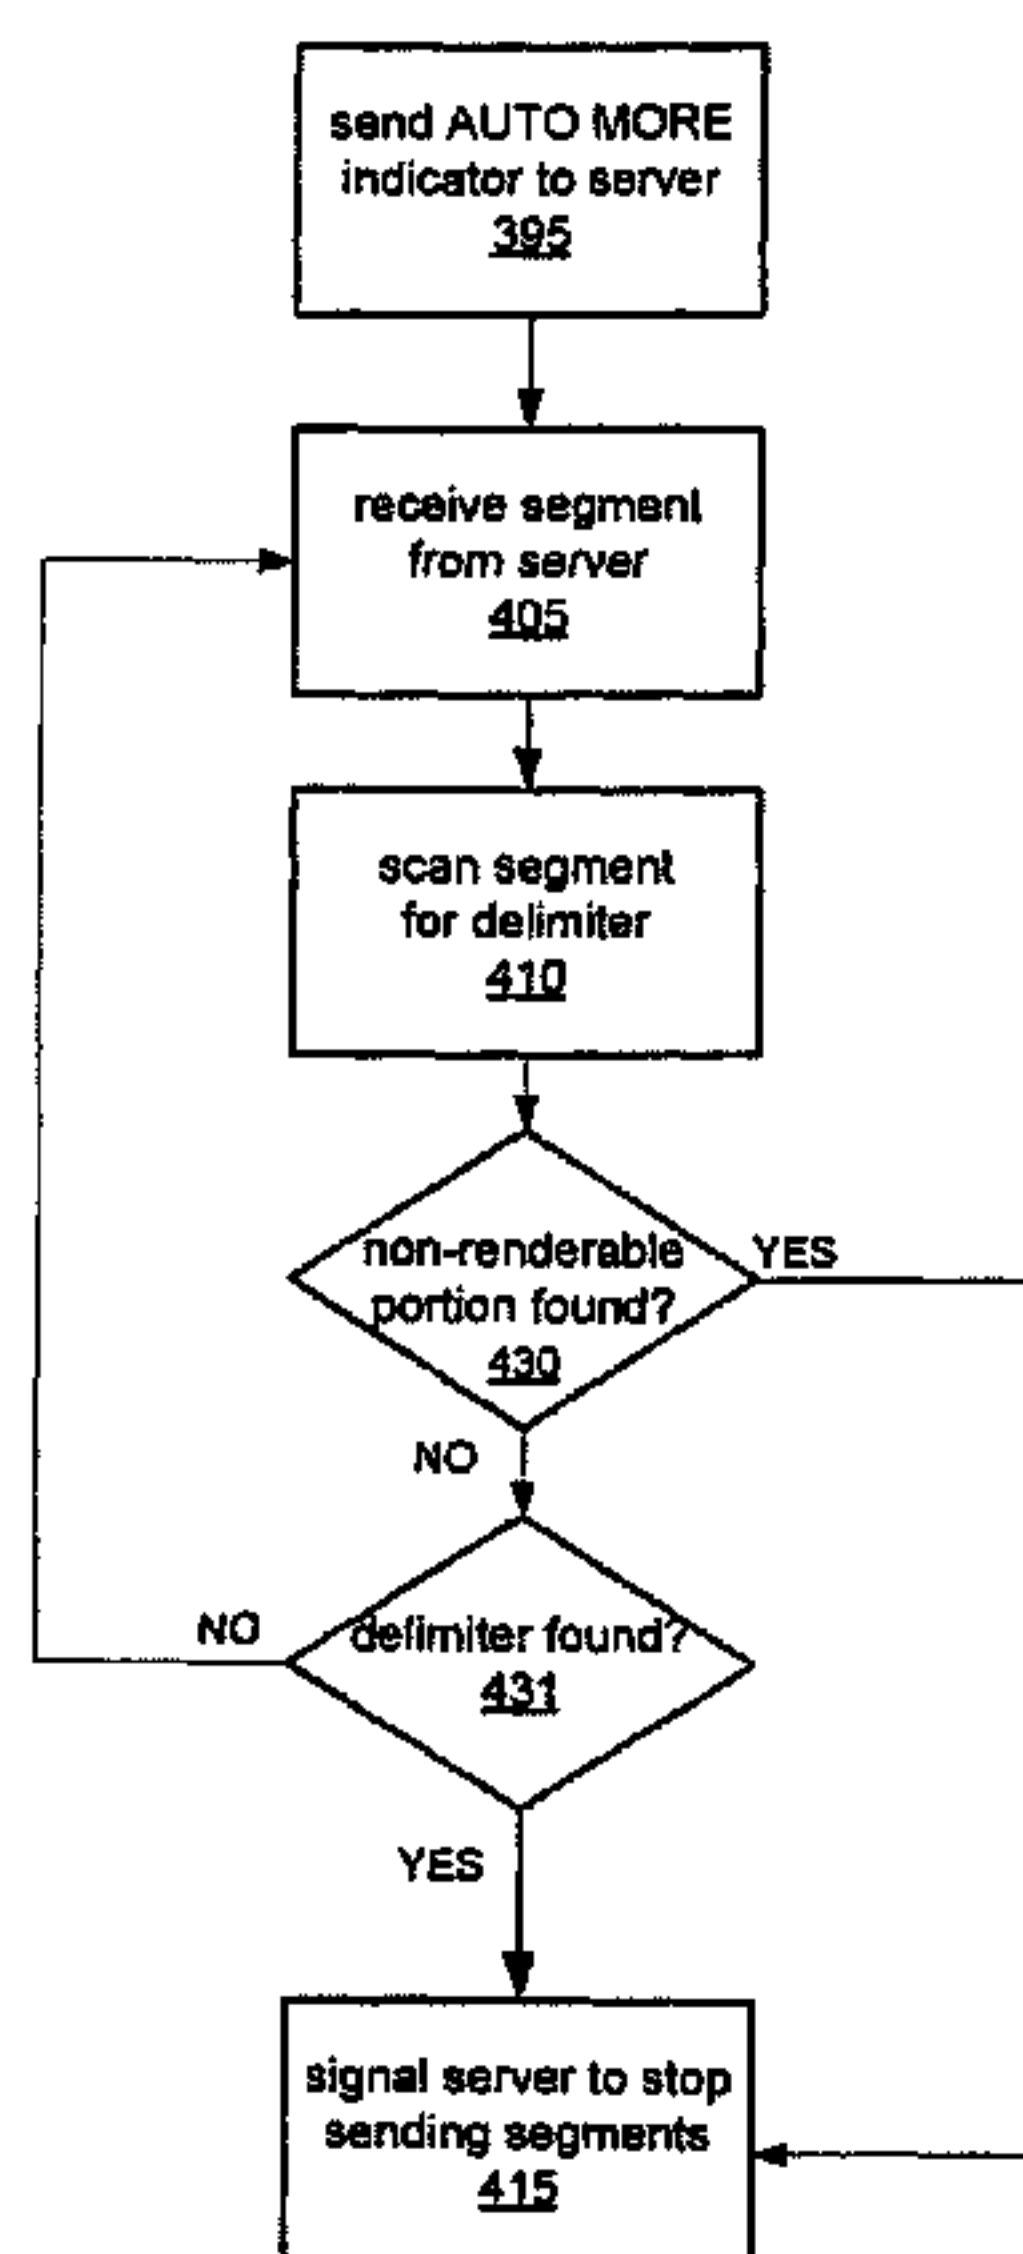 send AUTO MORE
indicator to server
395
receive segment
from server
405
scan segment
for delimiter
410
non-renderable
portion found?
430
YES
NO
delimiter found?
431
NO
YES
signal server to stop
sending segments
415